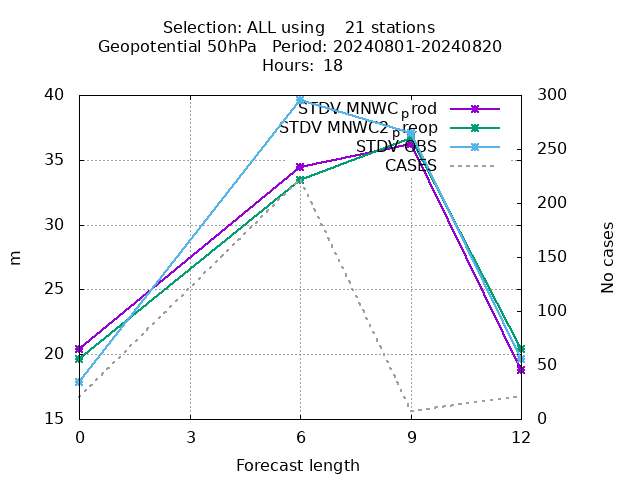 Selection: ALL using 21 stations
Geopotential 50hPa Period: 20240801-20240820
Hours: 18
40
300
STDV MNWC_prod
STDV MNWC2_preop
STDV OBS
CASES
35
250
30
200
25
150
20
100
50
15
0
m
No cases
0
3
6
9
12
Forecast length